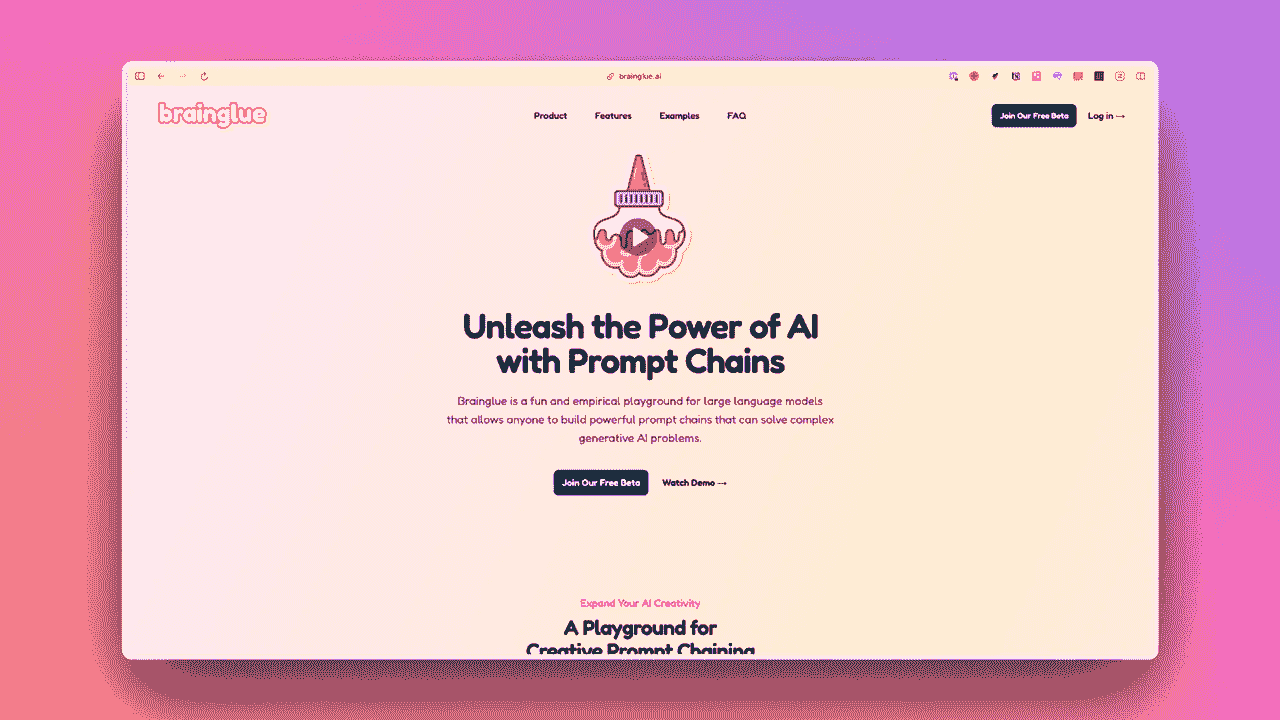 brainglue.ai
brainglue
Product Features Examples FAQ
Join Our Free Beta Log in →
Unleash the Power of AI
with Prompt Chains
Brainglue is a fun and empirical playground for large language models
that allows anyone to build powerful prompt chains that can solve complex
generative AI problems.
Join Our Free Beta Watch Demo →
Expand Your AI Creativity
A Playground for
Creative Prompt Chaining